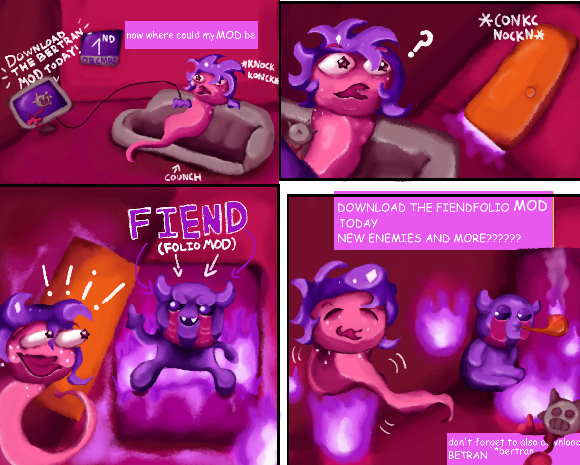 now where could my MOD be
DOWNLOAD
THE BERTRAN
MOD TODAY!
1ND
*KNOCK
KONCK*
COUNCH
?
*CONKC
NOCKN*
FIEND
(FOLIO MOD)
DOWNLOAD THE FIENDFOLIO MOD
TODAY
NEW ENEMIES AND MORE??????
don't forget to also
BETRAN *bertran